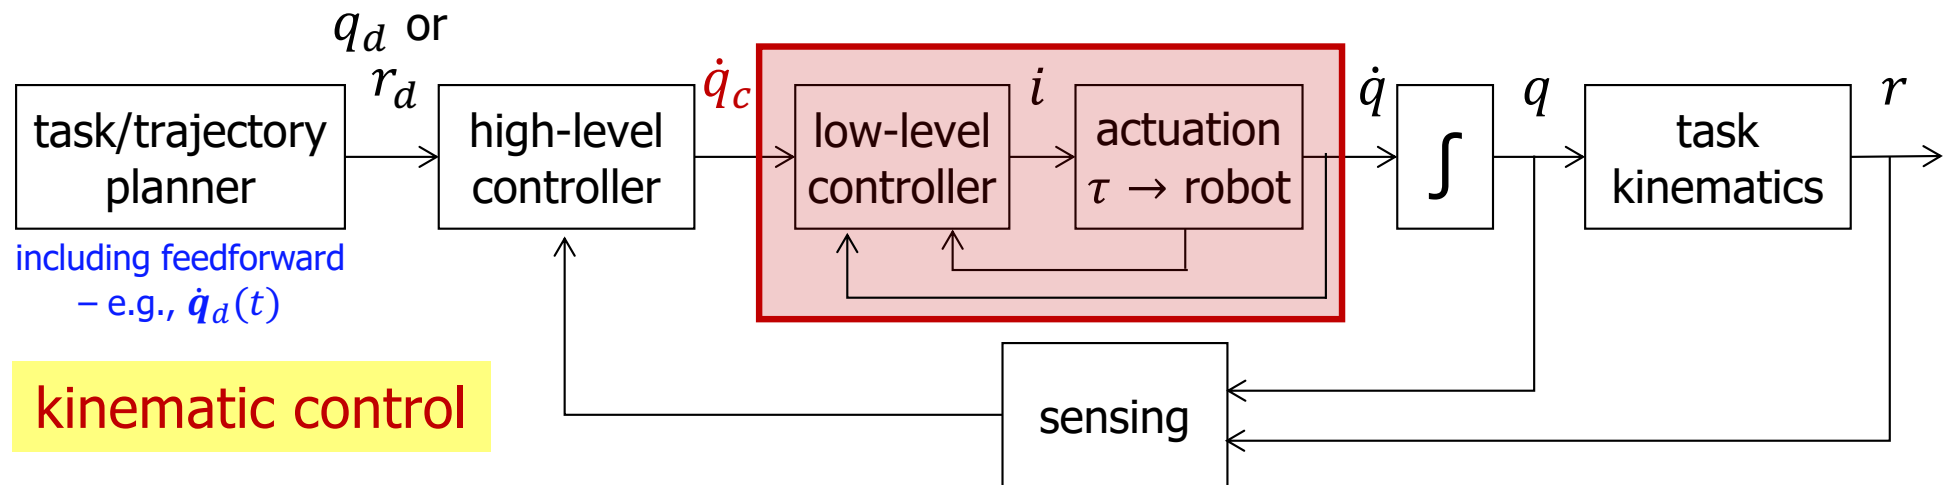 q_d or
r_d
task/trajectory
planner
including feedforward
– e.g., q̇_d(t)
high-level
controller
q̇_c
low-level
controller
i
actuation
τ → robot
q̇
∫
q
task
kinematics
r
kinematic control
sensing